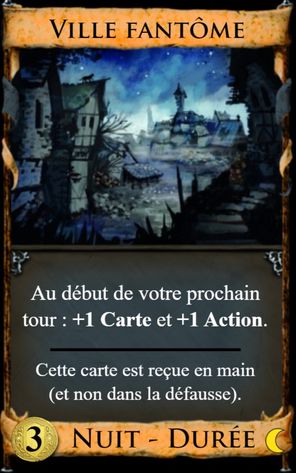 Ville fantôme
Au début de votre prochain
tour : +1 Carte et +1 Action.
Cette carte est reçue en main
(et non dans la défausse).
3 Nuit - Durée